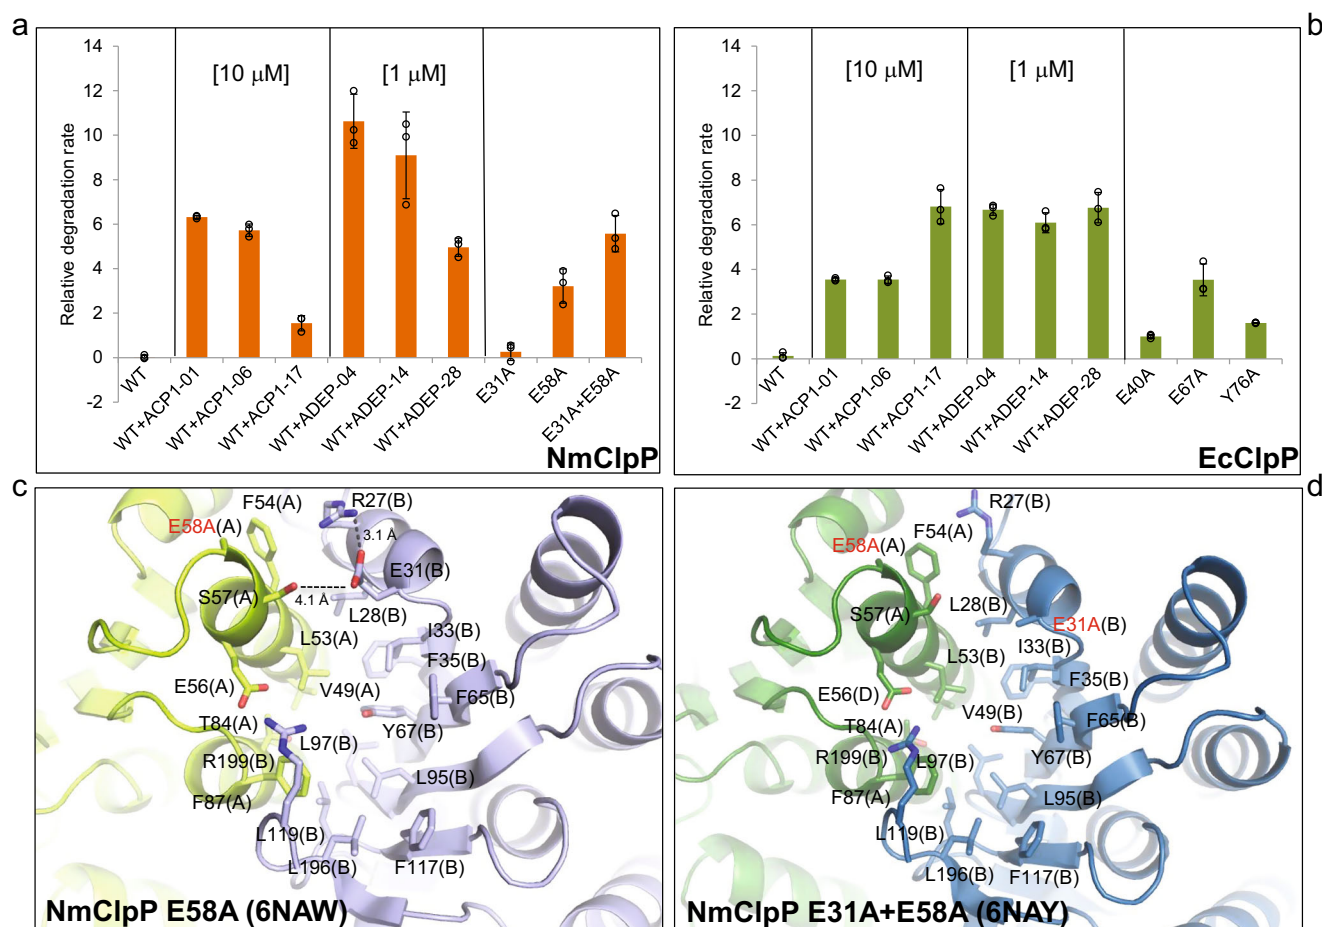 a
b
14
12
10
8
6
4
2
0
-2
Relative degradation rate
[10 μM]
[1 μM]
WT
WT+ACP1-01
WT+ACP1-06
WT+ACP1-17
WT+ADEP-04
WT+ADEP-14
WT+ADEP-28
E31A
E58A
E31A+E58A
NmClpP
14
12
10
8
6
4
2
0
-2
Relative degradation rate
[10 μM]
[1 μM]
WT
WT+ACP1-01
WT+ACP1-06
WT+ACP1-17
WT+ADEP-04
WT+ADEP-14
WT+ADEP-28
E40A
E67A
Y76A
EcClpP
c
F54(A)
R27(B)
E58A(A)
3.1 Å
E31(B)
S57(A)
4.1 Å
L28(B)
L53(A)
I33(B)
F35(B)
E56(A)
V49(A)
F65(B)
T84(A)
L97(B)
Y67(B)
R199(B)
L95(B)
F87(A)
L119(B)
L196(B)
F117(B)
NmClpP E58A (6NAW)
d
R27(B)
F54(A)
E58A(A)
S57(A)
L28(B)
E31A(B)
I33(B)
L53(B)
F35(B)
E56(D)
V49(B)
F65(B)
T84(A)
Y67(B)
R199(B)
L97(B)
F87(A)
L95(B)
L119(B)
L196(B)
F117(B)
NmClpP E31A+E58A (6NAY)